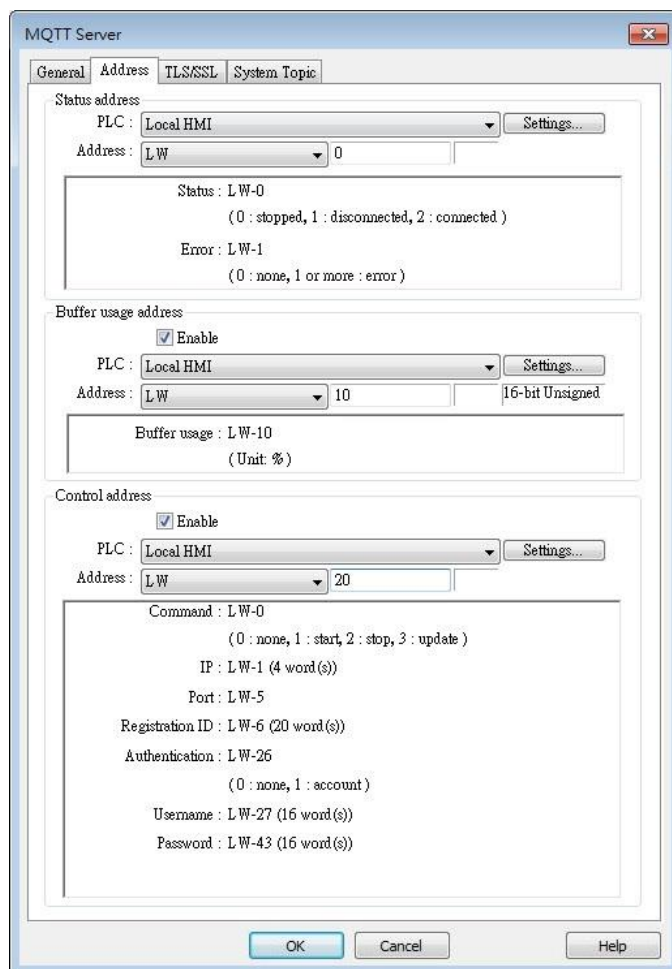 MQTT Server
General Address TLS/SSL System Topic
Status address
PLC : Local HMI Settings...
Address : LW 0
Status : LW-0
( 0 : stopped, 1 : disconnected, 2 : connected )
Error : LW-1
( 0 : none, 1 or more : error )
Buffer usage address
Enable
PLC : Local HMI Settings...
Address : LW 10 16-bit Unsigned
Buffer usage : LW-10
( Unit: % )
Control address
Enable
PLC : Local HMI Settings...
Address : LW 20
Command : LW-0
( 0 : none, 1 : start, 2 : stop, 3 : update )
IP : LW-1 (4 word(s))
Port : LW-5
Registration ID : LW-6 (20 word(s))
Authentication : LW-26
( 0 : none, 1 : account )
Username : LW-27 (16 word(s))
Password : LW-43 (16 word(s))
OK Cancel Help